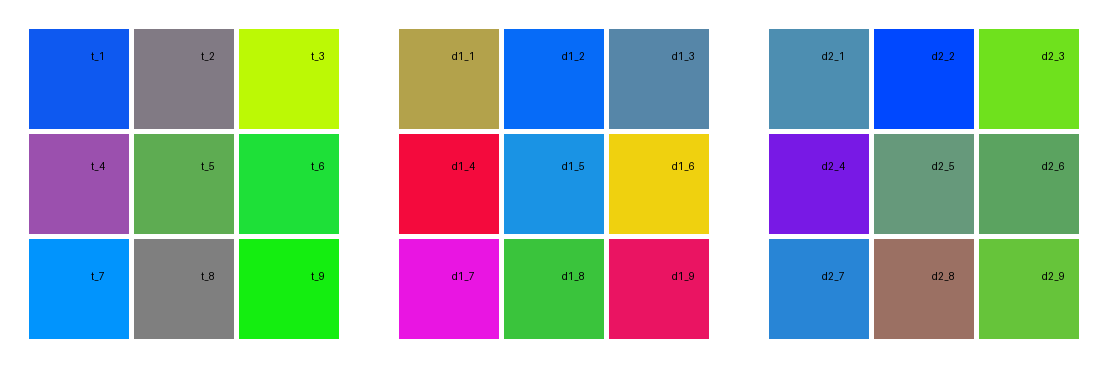 t_1 t_2 t_3 d1_1 d1_2 d1_3 d2_1 d2_2 d2_3
t_4 t_5 t_6 d1_4 d1_5 d1_6 d2_4 d2_5 d2_6
t_7 t_8 t_9 d1_7 d1_8 d1_9 d2_7 d2_8 d2_9